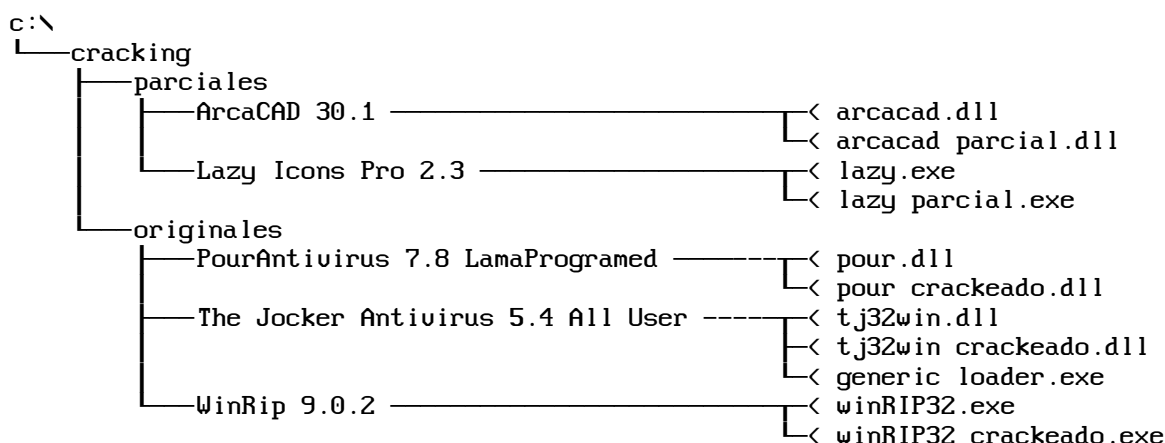 c:\
cracking
parciales
ArcaCAD 30.1 < arcacad.dll
< arcacad parcial.dll
Lazy Icons Pro 2.3 < lazy.exe
< lazy parcial.exe
originales
PourAntivirus 7.8 LamaProgramed < pour.dll
< pour crackeado.dll
The Jocker Antivirus 5.4 All User < tj32win.dll
< tj32win crackeado.dll
< generic loader.exe
WinRip 9.0.2 < winRIP32.exe
< winRIP32 crackeado.exe